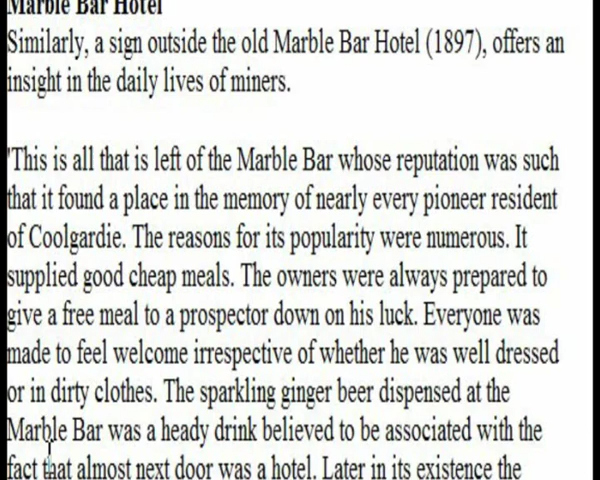 Marble Bar Hotel
Similarly, a sign outside the old Marble Bar Hotel (1897), offers an
insight in the daily lives of miners.
'This is all that is left of the Marble Bar whose reputation was such
that it found a place in the memory of nearly every pioneer resident
of Coolgardie. The reasons for its popularity were numerous. It
supplied good cheap meals. The owners were always prepared to
give a free meal to a prospector down on his luck. Everyone was
made to feel welcome irrespective of whether he was well dressed
or in dirty clothes. The sparkling ginger beer dispensed at the
Marble Bar was a heady drink believed to be associated with the
fact that almost next door was a hotel. Later in its existence the